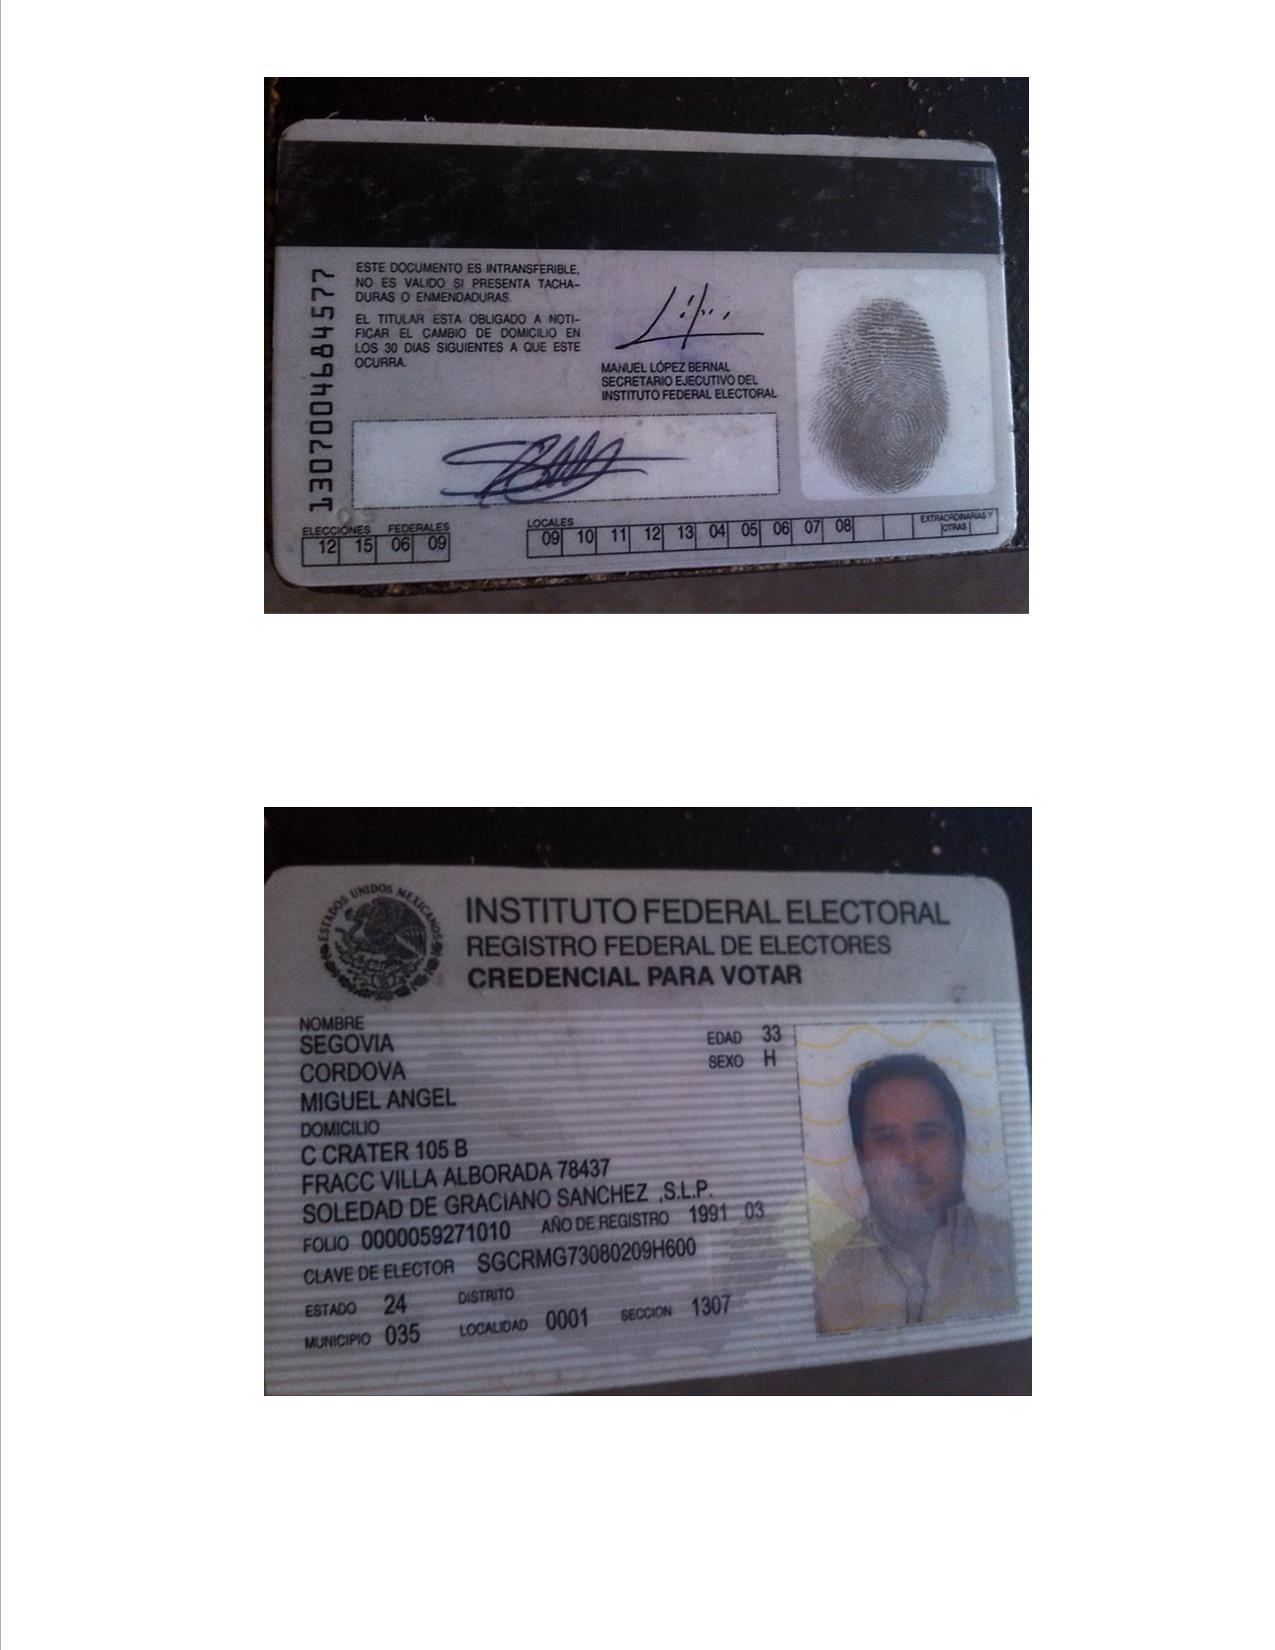 1307004684577
ESTE DOCUMENTO ES INTRANSFERIBLE,
NO ES VALIDO SI PRESENTA TACHA-
DURAS O ENMENDADURAS.
EL TITULAR ESTA OBLIGADO A NOTI-
FICAR EL CAMBIO DE DOMICILIO EN
LOS 30 DIAS SIGUIENTES A QUE ESTE
OCURRA.
MANUEL LÓPEZ BERNAL
SECRETARIO EJECUTIVO DEL
INSTITUTO FEDERAL ELECTORAL
ELECCIONES FEDERALES
12 15 06 09
LOCALES
09 10 11 12 13 04 05 06 07 08
EXTRAORDINARIAS Y
OTRAS
ESTADOS UNIDOS MEXICANOS
INSTITUTO FEDERAL ELECTORAL
REGISTRO FEDERAL DE ELECTORES
CREDENCIAL PARA VOTAR
NOMBRE
SEGOVIA
CORDOVA
MIGUEL ANGEL
EDAD 33
SEXO H
DOMICILIO
C CRATER 105 B
FRACC VILLA ALBORADA 78437
SOLEDAD DE GRACIANO SANCHEZ ,S.L.P.
FOLIO 0000059271010 AÑO DE REGISTRO 1991 03
CLAVE DE ELECTOR SGCRMG73080209H600
ESTADO 24 DISTRITO
MUNICIPIO 035 LOCALIDAD 0001 SECCION 1307